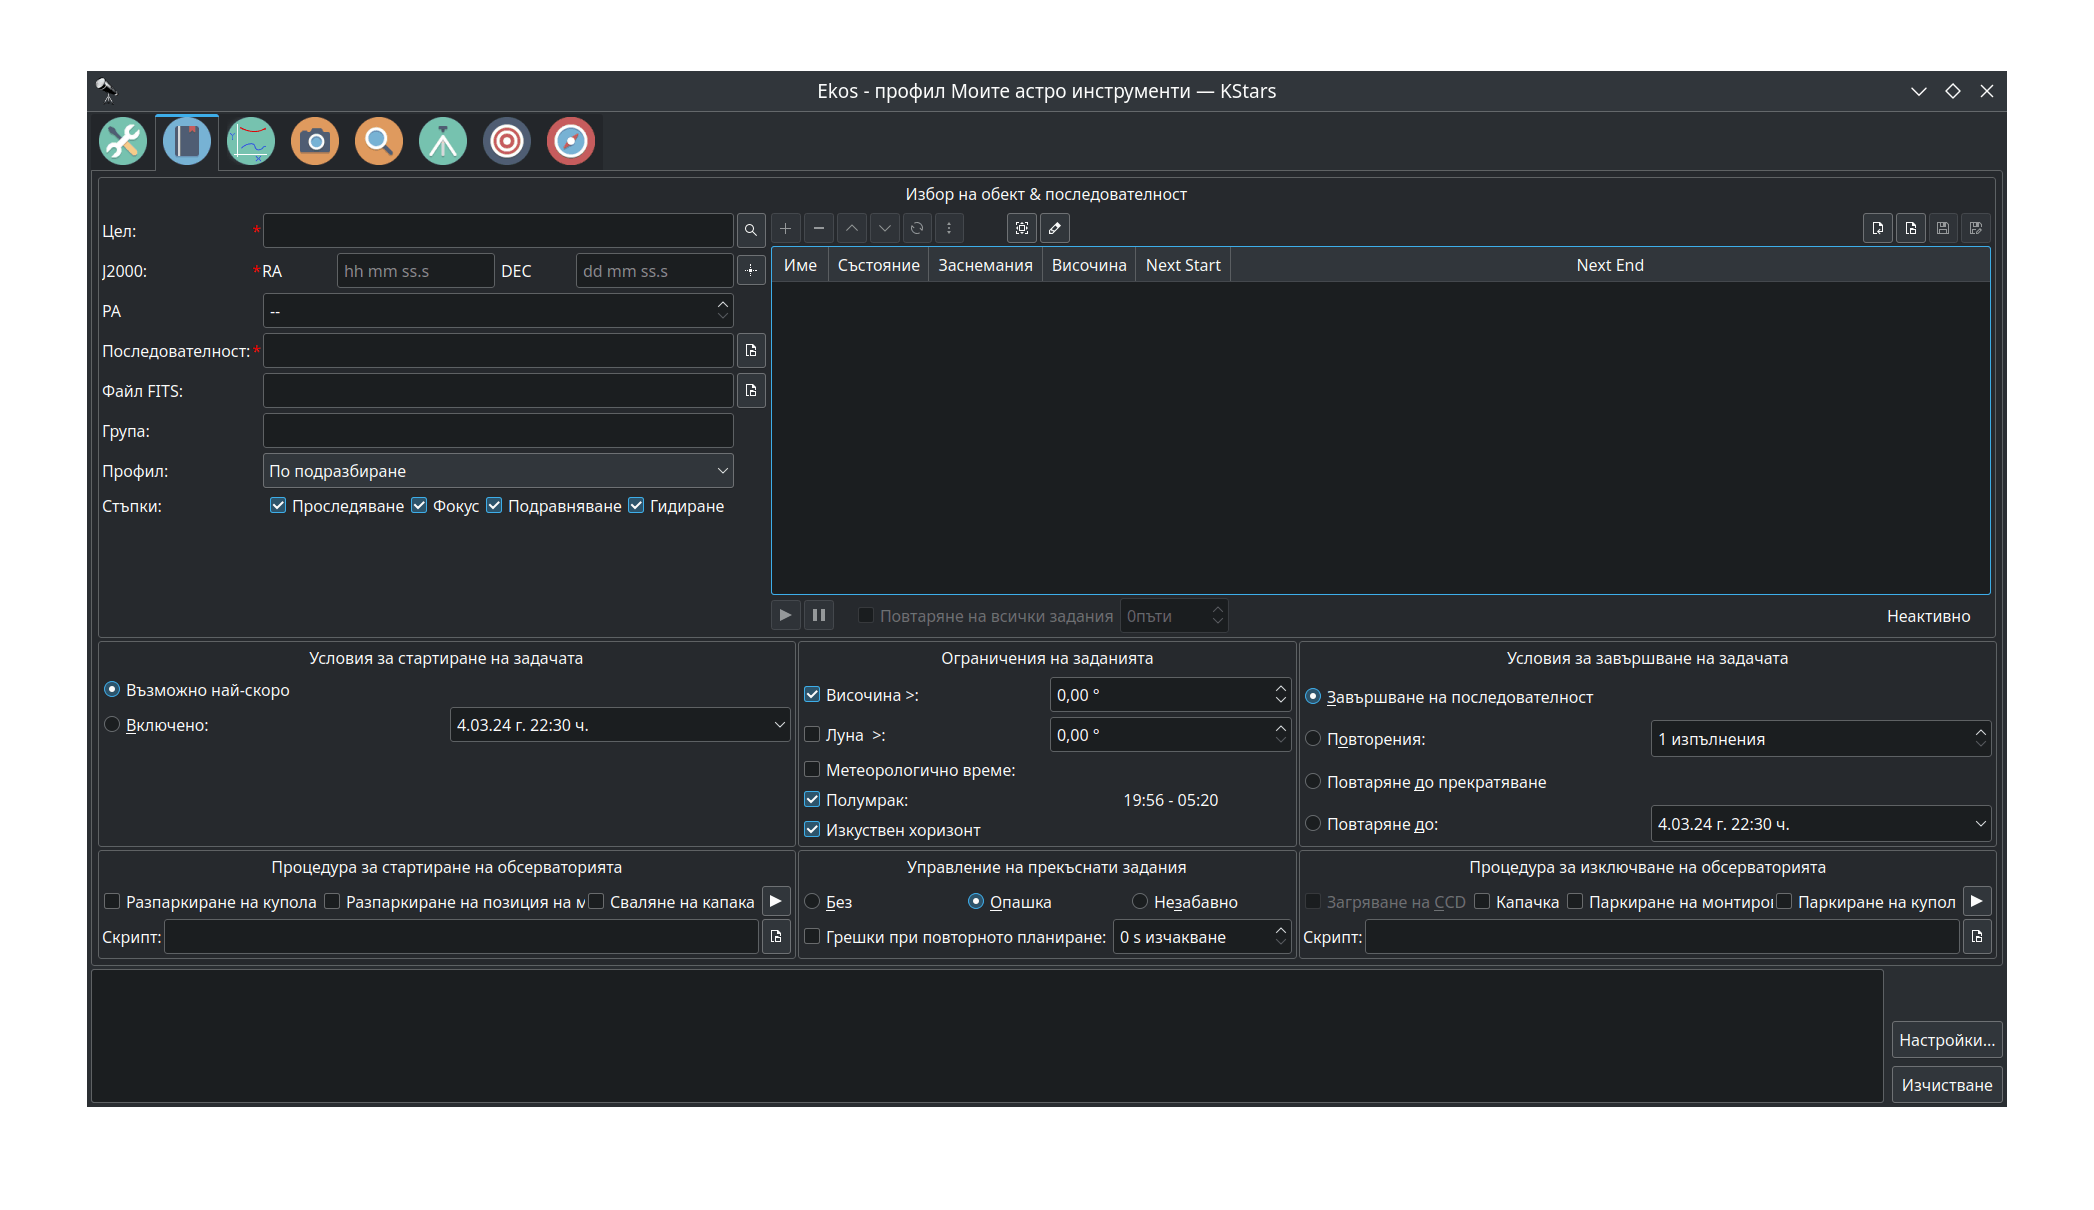 Ekos - профил Моите астро инструменти — KStars
Избор на обект & последователност
Цел: *
J2000: * RA hh mm ss.s DEC dd mm ss.s
PA --
Последователност: *
Файл FITS:
Група:
Профил: По подразбиране
Стъпки: Проследяване Фокус Подравняване Гидиране
Име Състояние Заснемания Височина Next Start Next End
Повтаряне на всички задания 0пъти Неактивно
Условия за стартиране на задачата
Възможно най-скоро
Включено: 4.03.24 г. 22:30 ч.
Ограничения на заданията
Височина >: 0,00 °
Луна >: 0,00 °
Метеорологично време:
Полумрак: 19:56 - 05:20
Изкуствен хоризонт
Условия за завършване на задачата
Завършване на последователност
Повторения: 1 изпълнения
Повтаряне до прекратяване
Повтаряне до: 4.03.24 г. 22:30 ч.
Процедура за стартиране на обсерваторията
Разпаркиране на купола Разпаркиране на позиция на м Сваляне на капака
Скрипт:
Управление на прекъснати задания
Без Опашка Незабавно
Грешки при повторното планиране: 0 s изчакване
Процедура за изключване на обсерваторията
Загряване на CCD Капачка Паркиране на монтиро Паркиране на купол
Скрипт:
Настройки...
Изчистване